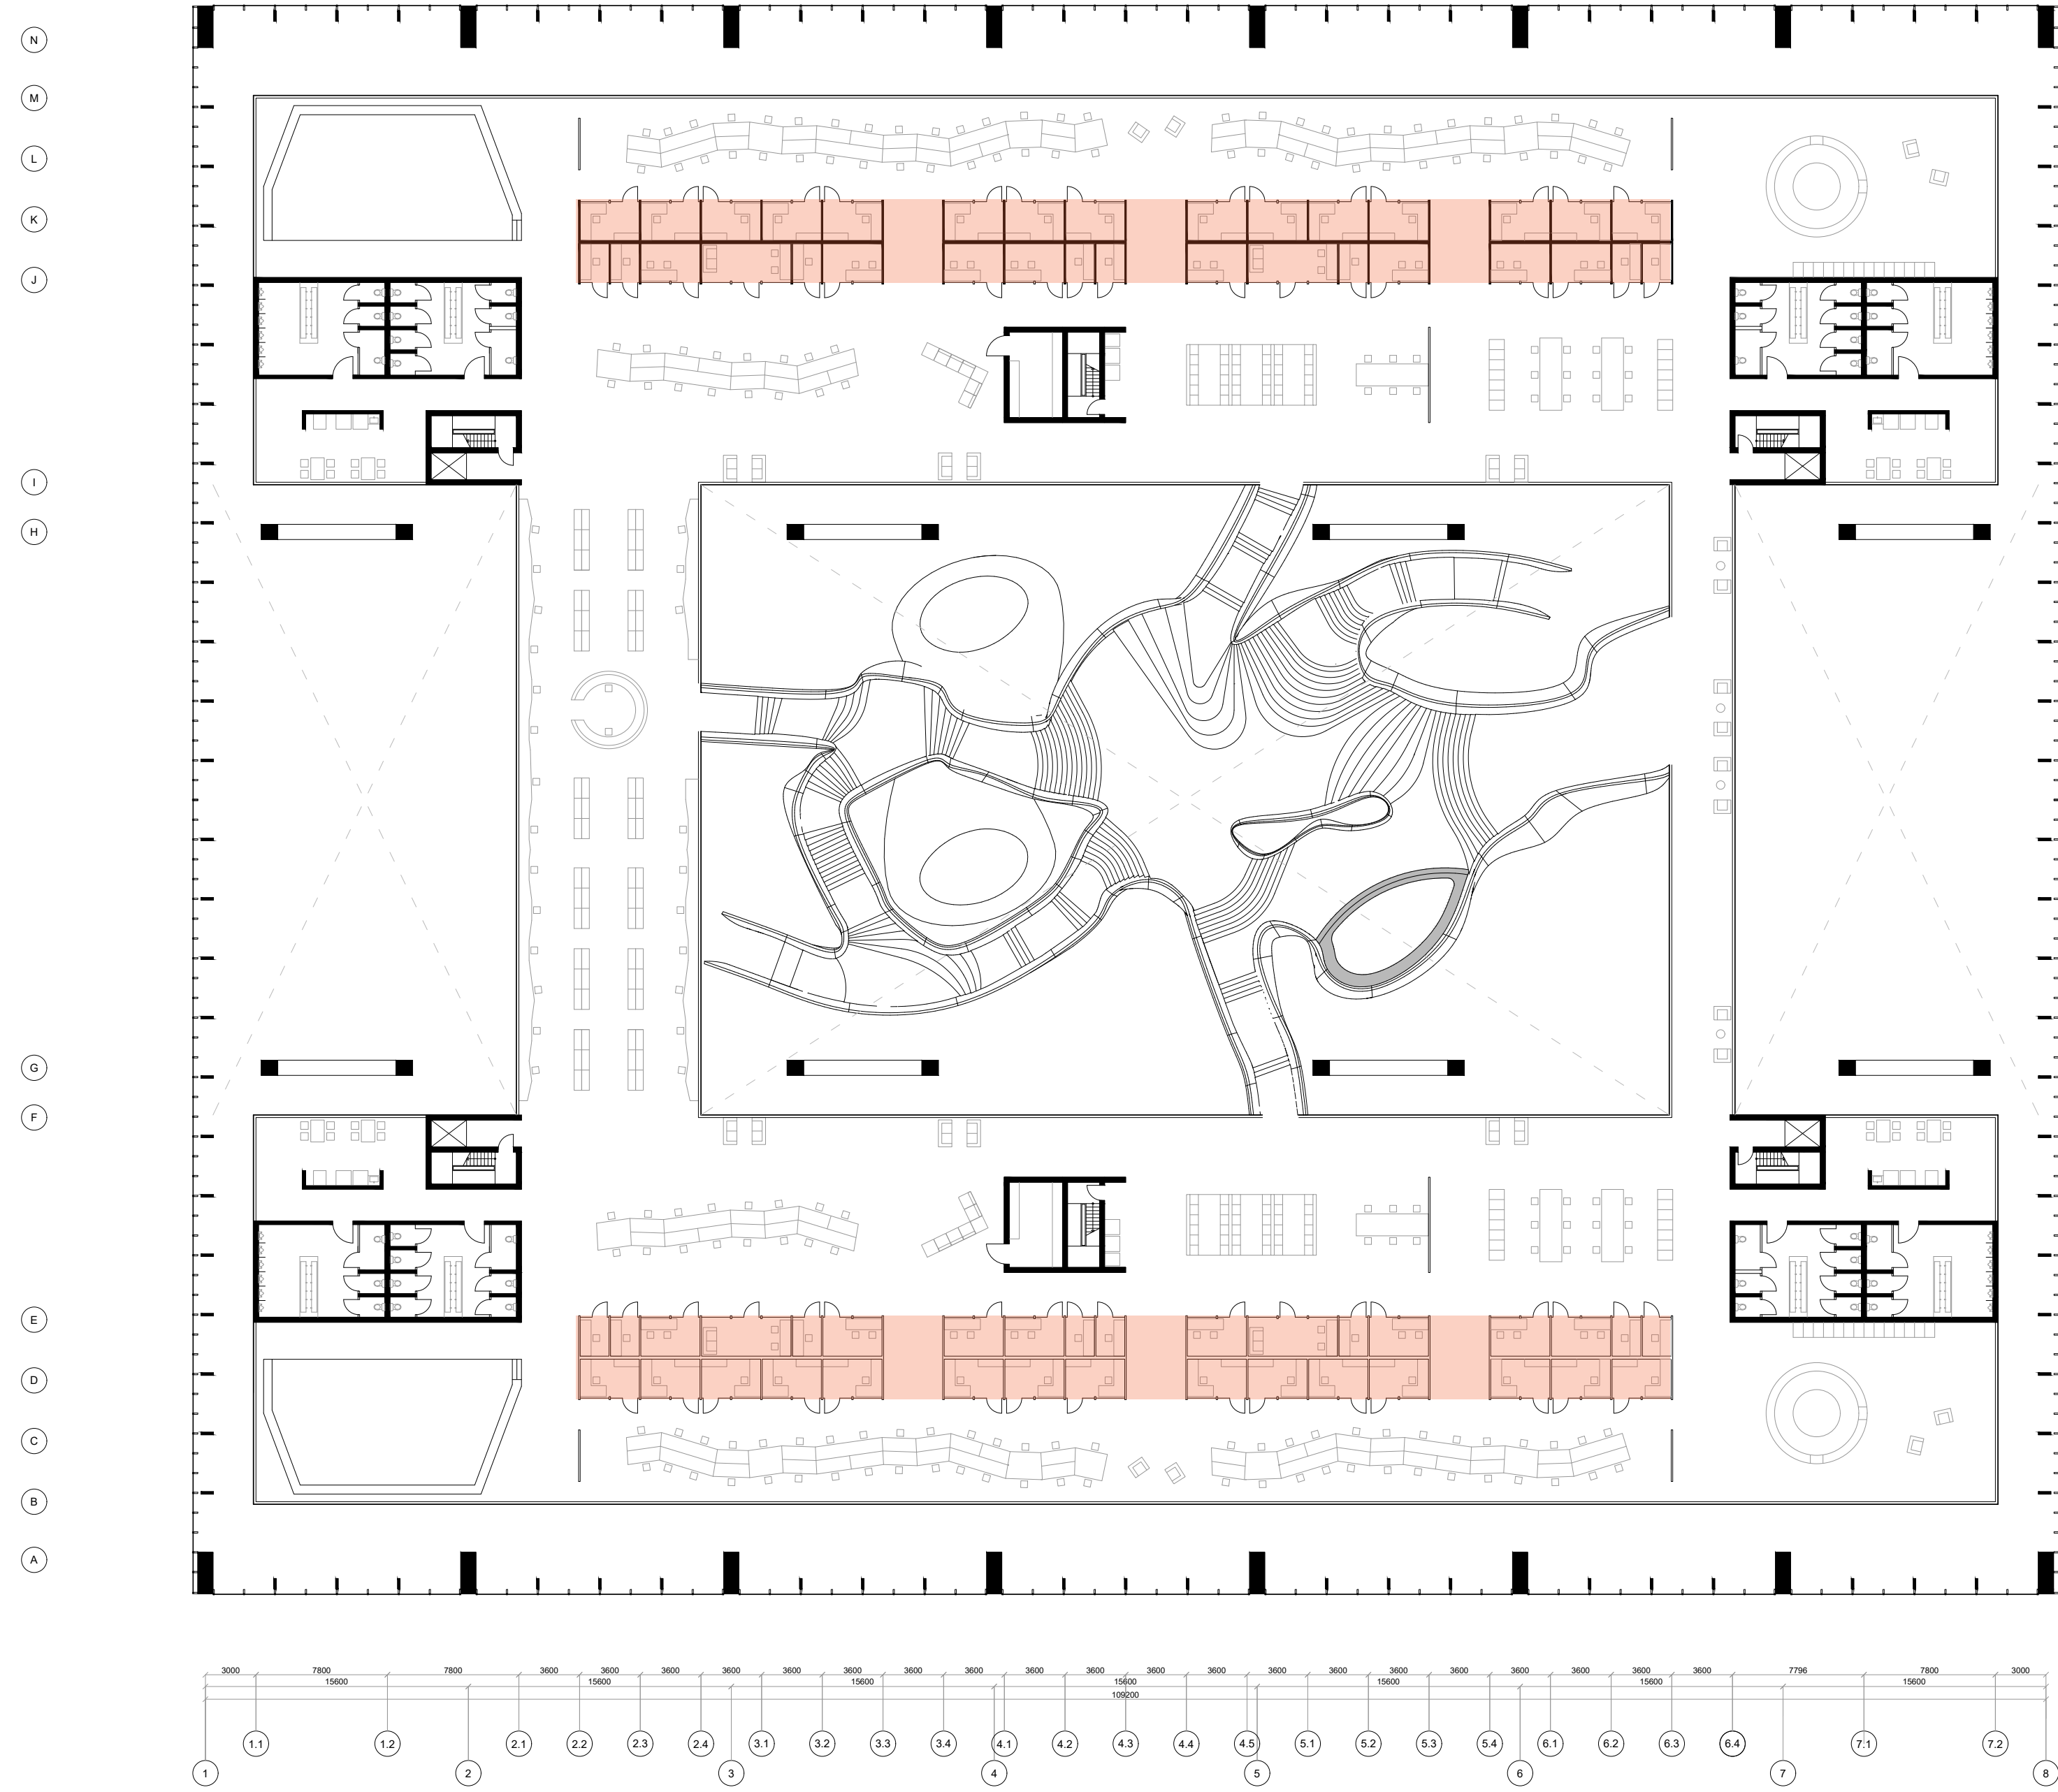 N
M
L
K
J
I
H
G
F
E
D
C
B
A
3000 7800 7800 3600 3600 3600 3600 3600 3600 3600 3600 3600 3600 3600 3600 3600 3600 3600 3600 3600 3600 3600 3600 7796 7800 3000
15600 15600 15600 15600 15600 15600 15600
109200
1.1 1.2 2.1 2.2 2.3 2.4 3.1 3.2 3.3 3.4 4.1 4.2 4.3 4.4 4.5 5.1 5.2 5.3 5.4 6.1 6.2 6.3 6.4 7.1 7.2
1 2 3 4 5 6 7 8